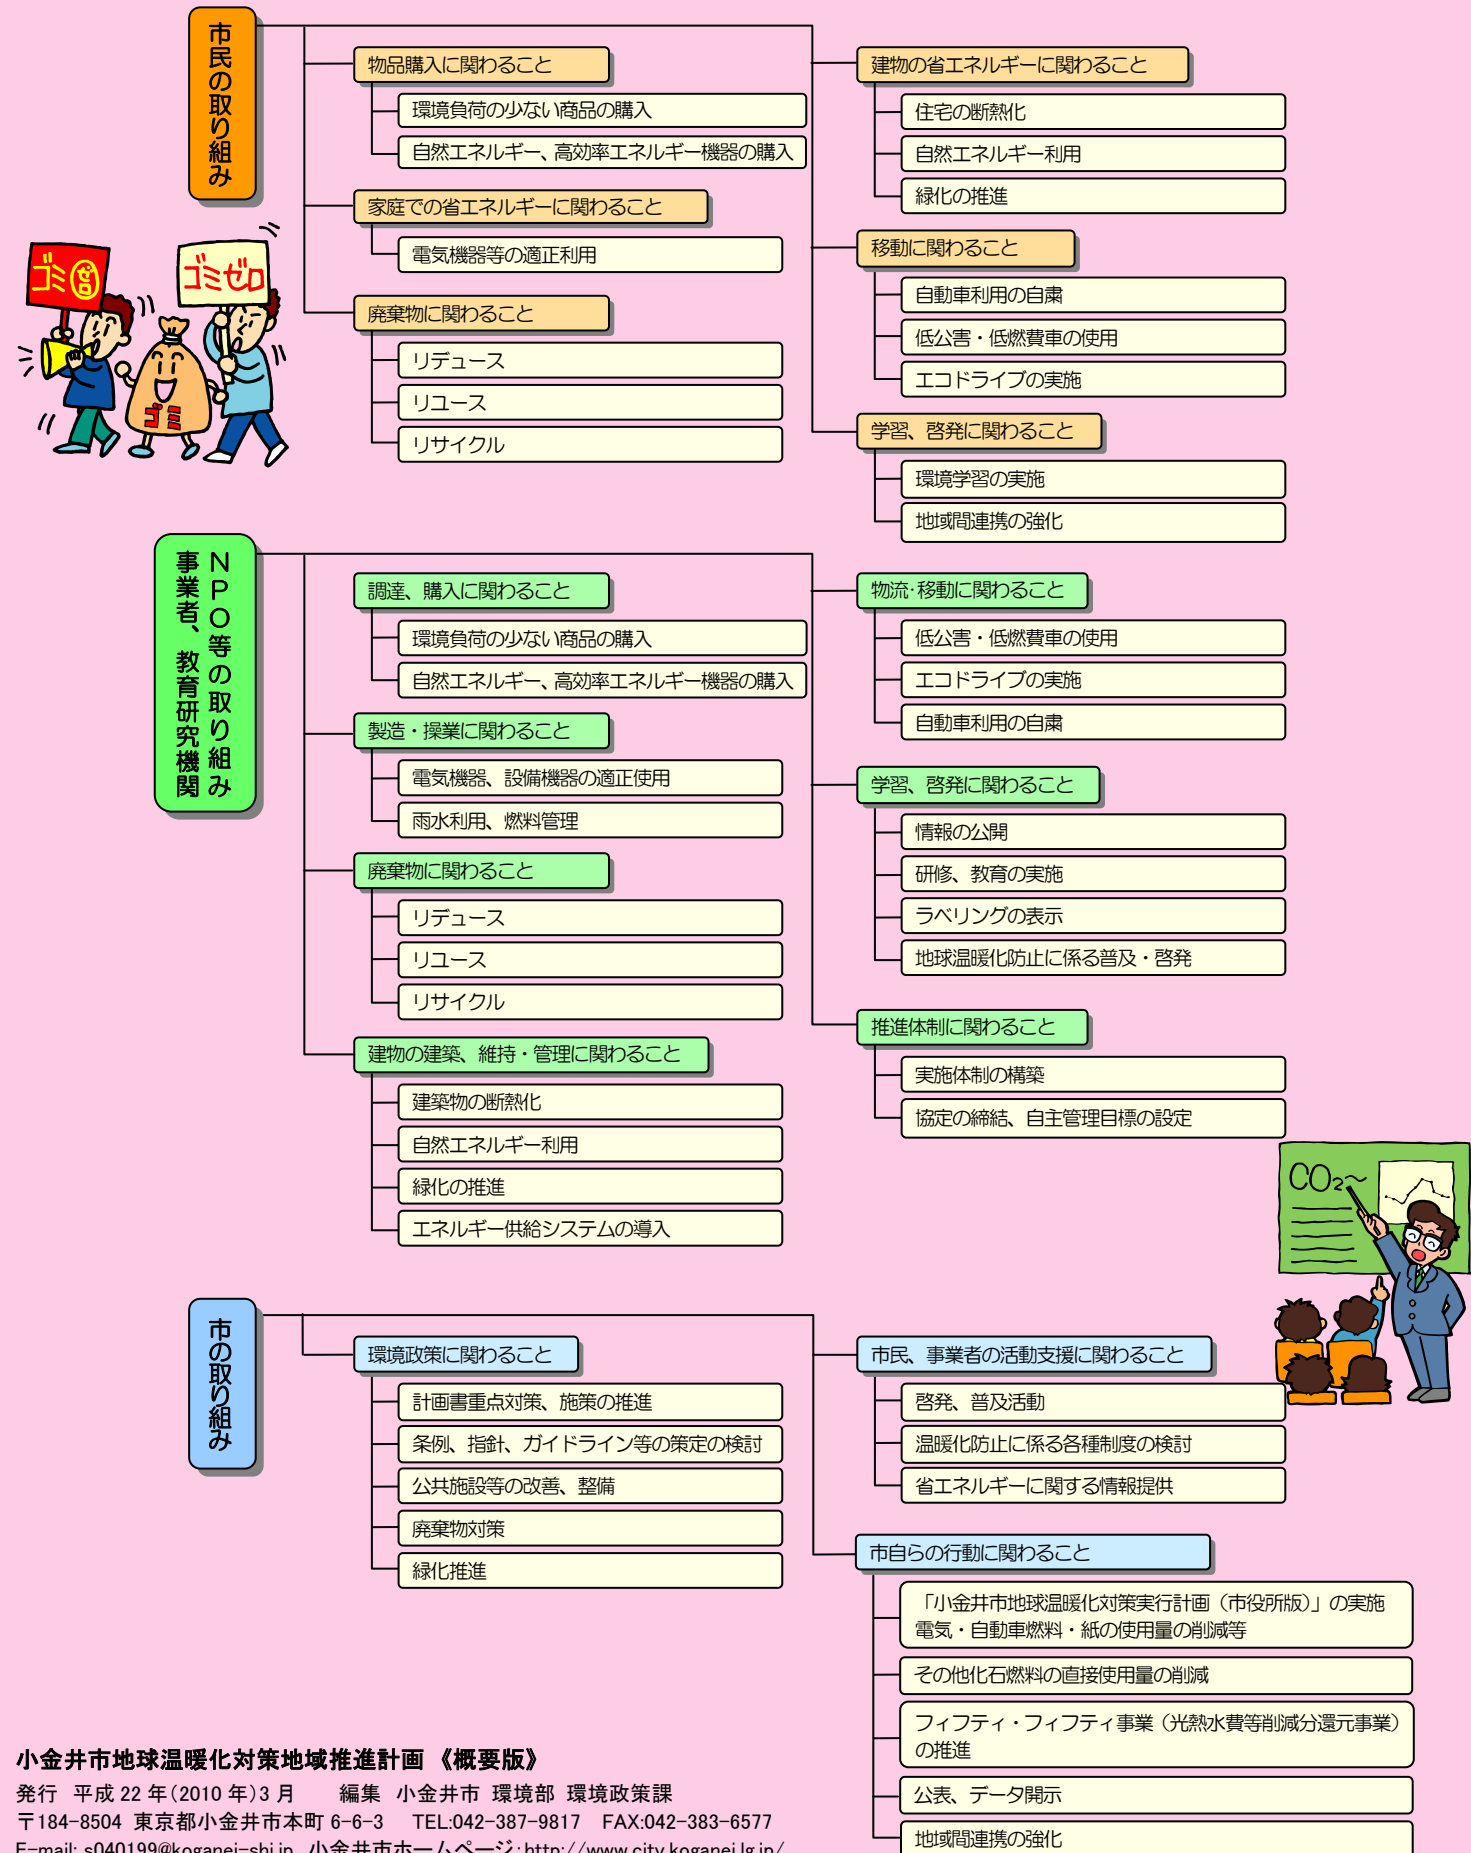 市民の取り組み
物品購入に関わること
環境負荷の少ない商品の購入
自然エネルギー、高効率エネルギー機器の購入
家庭での省エネルギーに関わること
電気機器等の適正利用
廃棄物に関わること
リデュース
リユース
リサイクル
建物の省エネルギーに関わること
住宅の断熱化
自然エネルギー利用
緑化の推進
移動に関わること
自動車利用の自粛
低公害・低燃費車の使用
エコドライブの実施
学習、啓発に関わること
環境学習の実施
地域間連携の強化
ゴミゼロ
ゴミゼロ
ゴミ
事業者、教育研究機関
NPO等の取り組み
調達、購入に関わること
環境負荷の少ない商品の購入
自然エネルギー、高効率エネルギー機器の購入
製造・操業に関わること
電気機器、設備機器の適正使用
雨水利用、燃料管理
廃棄物に関わること
リデュース
リユース
リサイクル
建物の建築、維持・管理に関わること
建築物の断熱化
自然エネルギー利用
緑化の推進
エネルギー供給システムの導入
物流・移動に関わること
低公害・低燃費車の使用
エコドライブの実施
自動車利用の自粛
学習、啓発に関わること
情報の公開
研修、教育の実施
ラベリングの表示
地球温暖化防止に係る普及・啓発
推進体制に関わること
実施体制の構築
協定の締結、自主管理目標の設定
CO2～
市の取り組み
環境政策に関わること
計画書重点対策、施策の推進
条例、指針、ガイドライン等の策定の検討
公共施設等の改善、整備
廃棄物対策
緑化推進
市民、事業者の活動支援に関わること
啓発、普及活動
温暖化防止に係る各種制度の検討
省エネルギーに関する情報提供
市自らの行動に関わること
「小金井市地球温暖化対策実行計画（市役所版）」の実施
電気・自動車燃料・紙の使用量の削減等
その他化石燃料の直接使用量の削減
フィフティ・フィフティ事業（光熱水費等削減分還元事業）
の推進
公表、データ開示
地域間連携の強化
小金井市地球温暖化対策地域推進計画《概要版》
発行 平成22年(2010年)3月 編集 小金井市 環境部 環境政策課
〒184-8504 東京都小金井市本町6-6-3 TEL:042-387-9817 FAX:042-383-6577
E-mail: s040199@koganei-shi.jp 小金井市ホームページ:http://www.city.koganei.lg.jp/